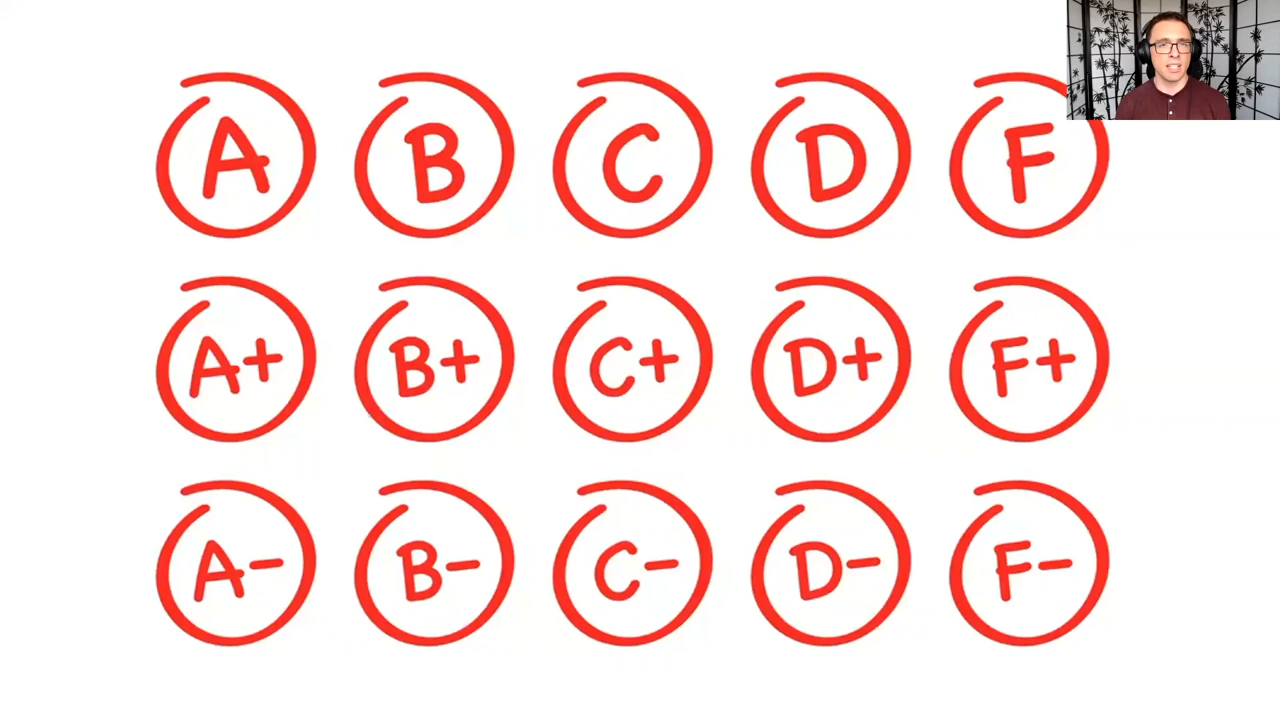 A B C D F
A+ B+ C+ D+ F+
A- B- C- D- F-